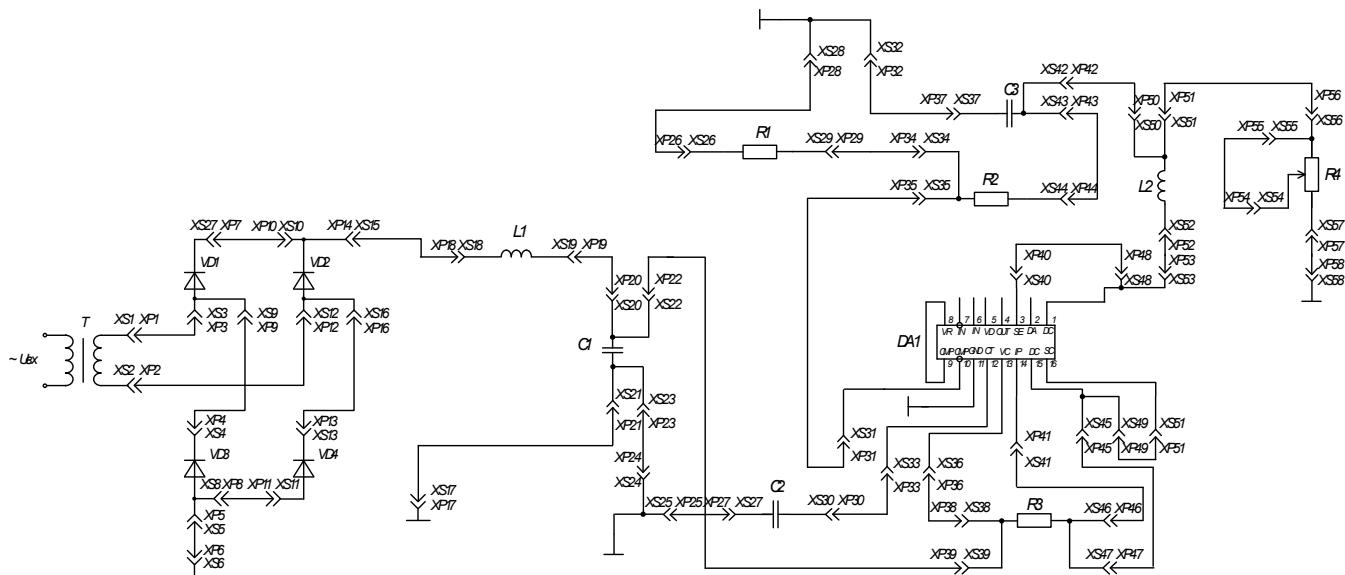 XS28
XP28
XS32
XP32
XP37 XS37
C3
XS42 XP42
XS43 XP43
XP50
XS50
XP51
XS51
XP56
XS56
XP55 XS55
R4
XP54 XS54
XP26 XS26
R1
XS29 XP29
XP34 XS34
XP35 XS35
R2
XS44 XP44
L2
XS52
XP52
XP53
XS53
XS57
XP57
XP58
XS58
XS27 XP7
XP10 XS10
XP14 XS15
L1
XP18 XS18
XS19 XP19
VD1
VD2
XS3
XP3
XS9
XP9
XS12
XP12
XS16
XP16
XP20
XS20
XP22
XS22
XP40
XS40
XP48
XS48
T
XS1 XP1
~ Uвх
XS2 XP2
C1
DA1
8 7 6 5 4 3 2 1
VR IN IN VD OUT SE DA DC
CMP CMP GND CT VC IP DC SC
9 10 11 12 13 14 15 16
XS21
XP21
XS23
XP23
XP4
XS4
XP13
XS13
VD3
VD4
XS8 XP8 XP11 XS11
XP5
XS5
XP6
XS6
XS17
XP17
XP24
XS24
XS25 XP25 XP27 XS27
C2
XS30 XP30
XS31
XP31
XS33
XP33
XS36
XP36
XP41
XS41
XS45
XP45
XS49
XP49
XS51
XP51
XP38 XS38
R3
XS46 XP46
XP39 XS39
XS47 XP47